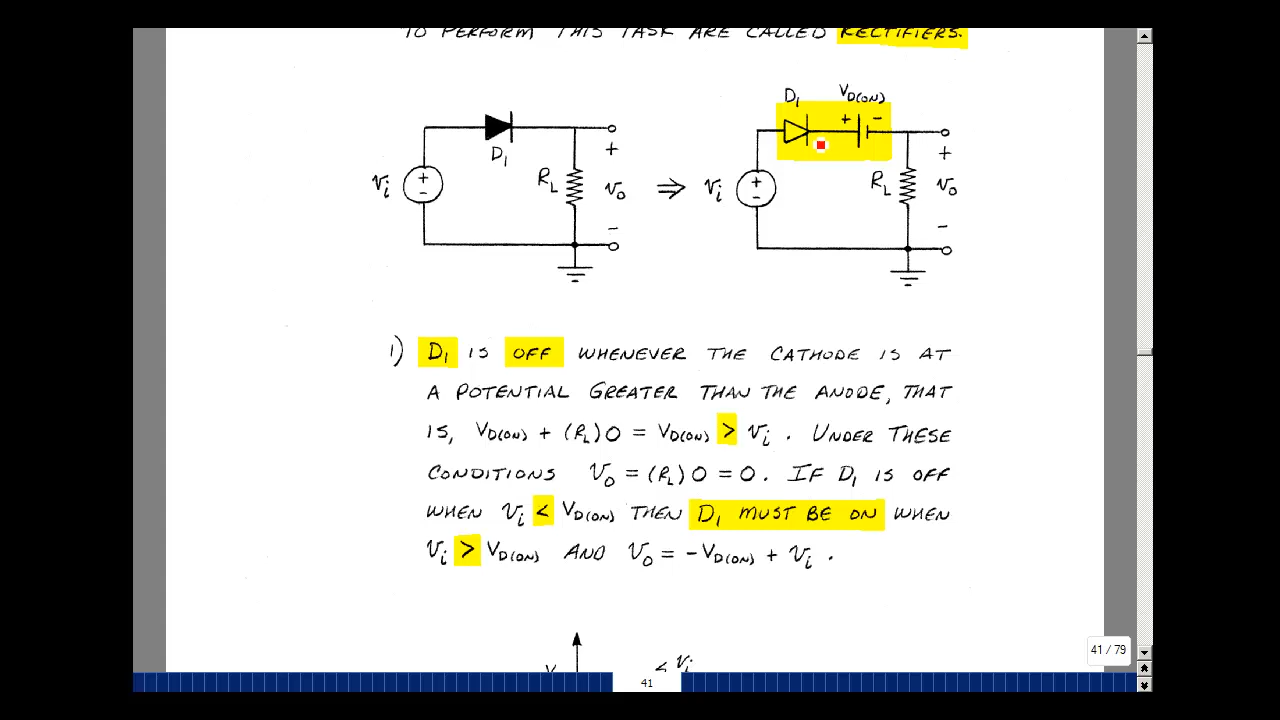 TO PERFORM THIS TASK ARE CALLED RECTIFIERS.
D1 VD(ON)
+ -
D1
+ +
vi + - RL vo ⇒ vi + - RL vo
- -
1) D1 IS OFF WHENEVER THE CATHODE IS AT
A POTENTIAL GREATER THAN THE ANODE, THAT
IS, VD(ON) + (RL)0 = VD(ON) > vi. UNDER THESE
CONDITIONS vo = (RL)0 = 0. IF D1 IS OFF
WHEN vi < VD(ON) THEN D1 MUST BE ON WHEN
vi > VD(ON) AND vo = -VD(ON) + vi.
vi
41 / 79
41